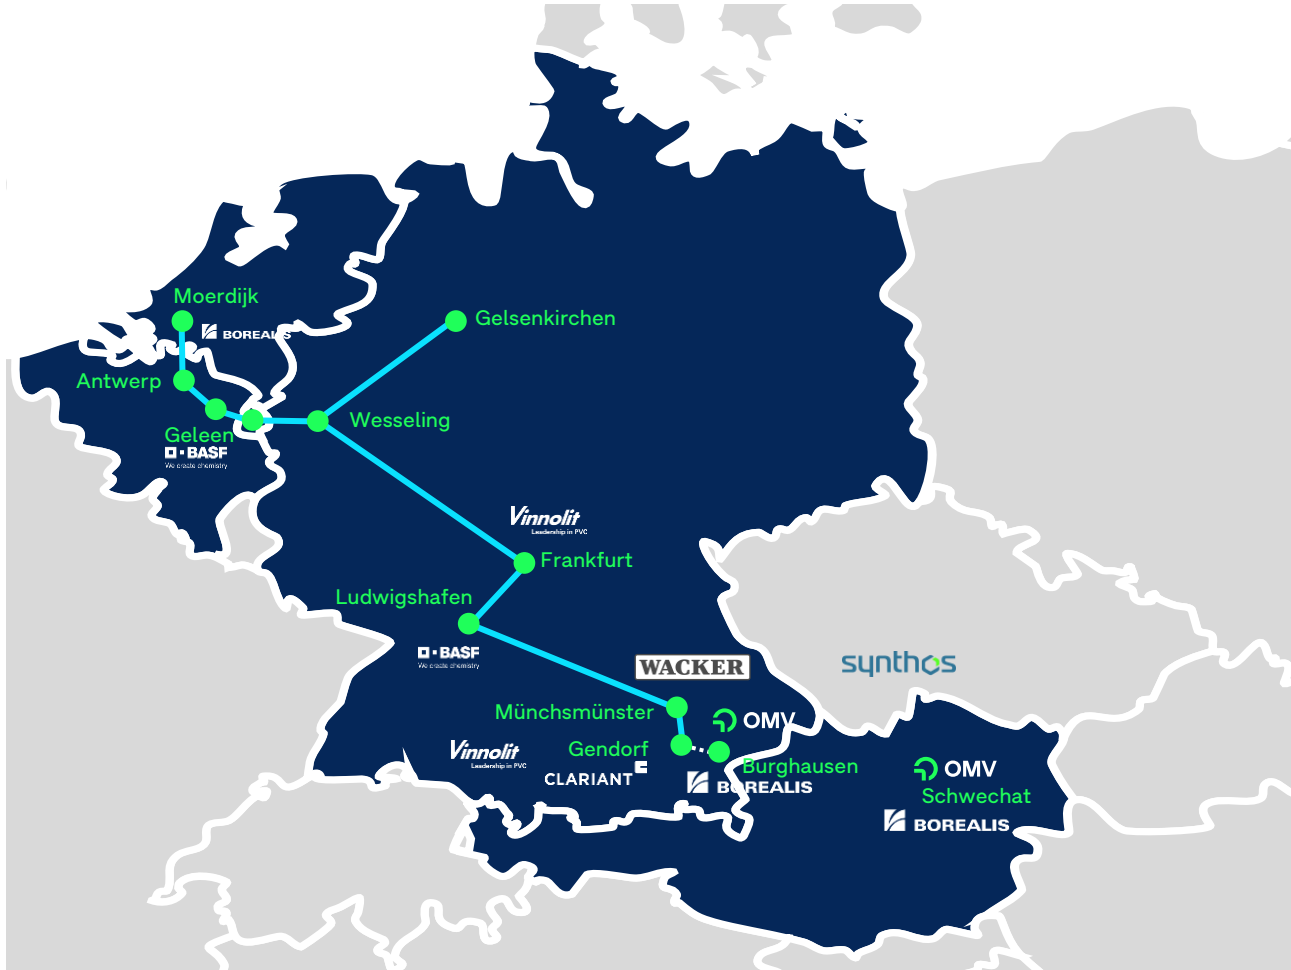 Moerdijk
BOREALIS
Gelsenkirchen
Antwerp
Wesseling
Geleen
BASF
We create chemistry
Vinnolit
Leadership in PVC
Frankfurt
Ludwigshafen
BASF
We create chemistry
WACKER
synthos
Münchsmünster
OMV
Vinnolit
Leadership in PVC
Gendorf
CLARIANT
Burghausen
BOREALIS
OMV
Schwechat
BOREALIS